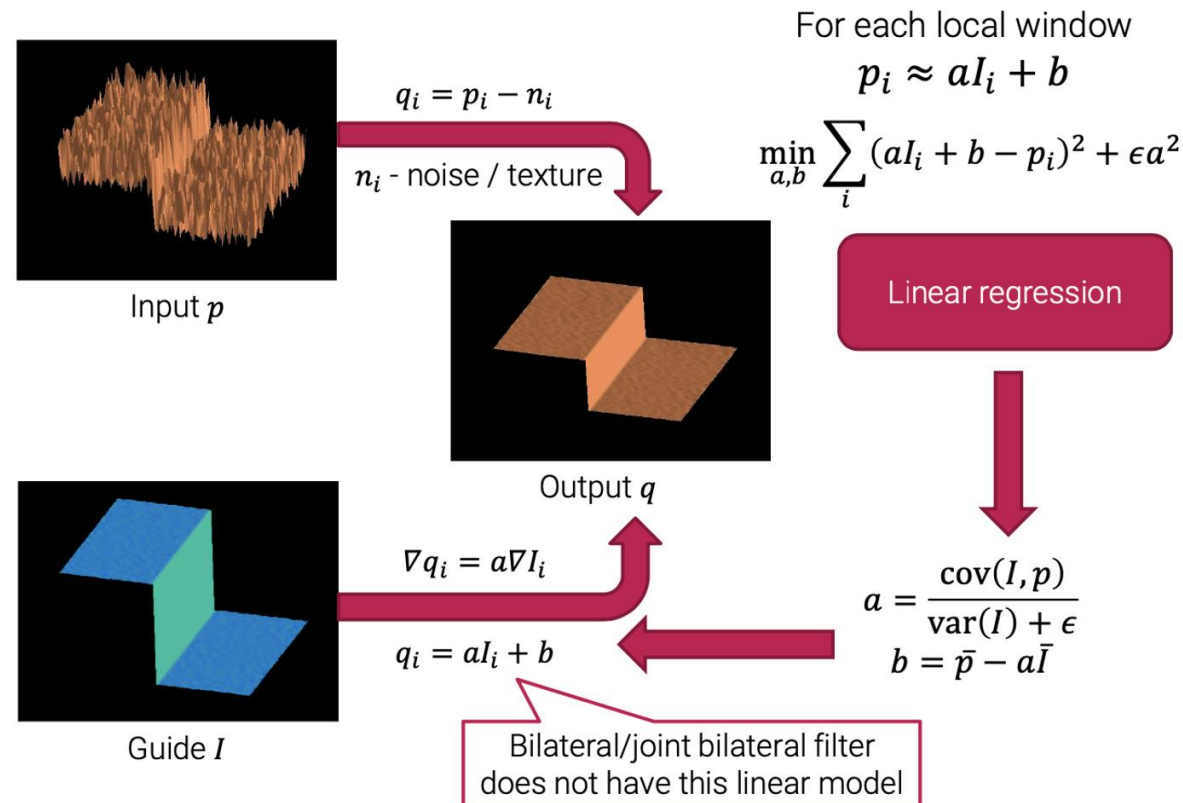 For each local window
pᵢ ≈ aIᵢ + b
min a,b ∑ᵢ (aIᵢ + b − pᵢ)² + ϵa²
Linear regression
a = cov(I, p) / var(I) + ϵ
b = p̄ − aĪ
qᵢ = pᵢ − nᵢ
nᵢ - noise / texture
Input p
Output q
∇qᵢ = a∇Iᵢ
qᵢ = aIᵢ + b
Guide I
Bilateral/joint bilateral filter
does not have this linear model